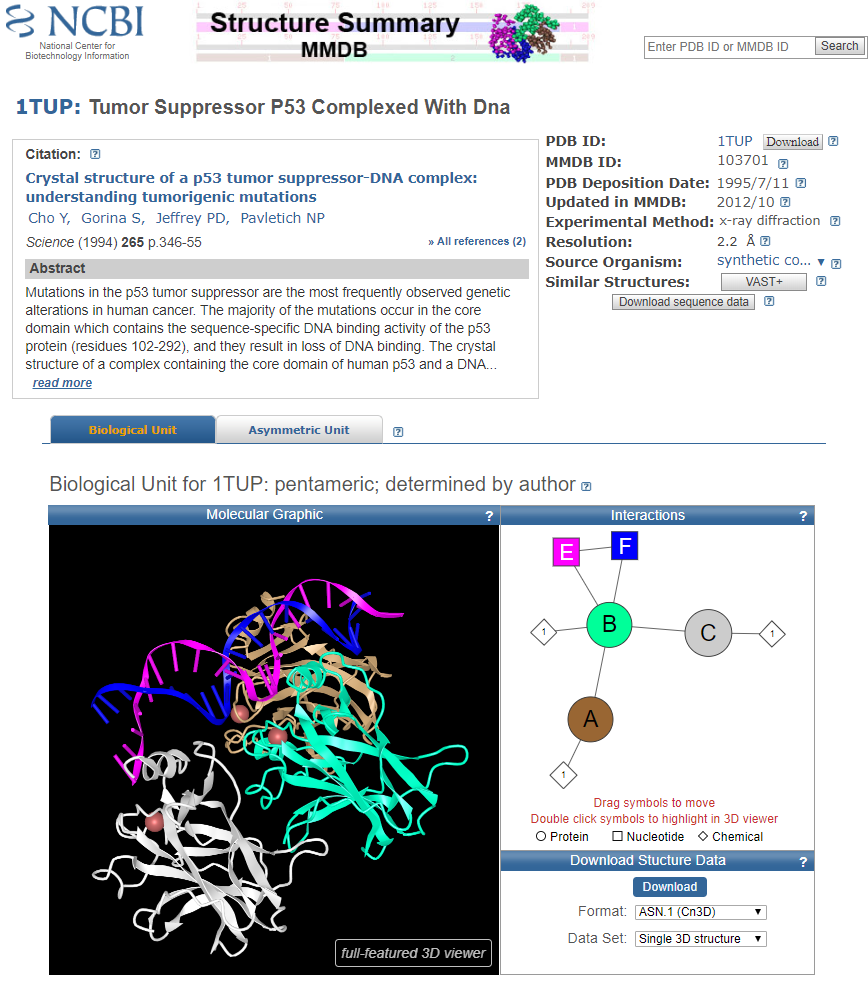 NCBI
National Center for
Biotechnology Information
Structure Summary
MMDB
Enter PDB ID or MMDB ID
Search
1TUP: Tumor Suppressor P53 Complexed With Dna
Citation: ?
Crystal structure of a p53 tumor suppressor-DNA complex:
understanding tumorigenic mutations
Cho Y, Gorina S, Jeffrey PD, Pavletich NP
Science (1994) 265 p.346-55
» All references (2)
Abstract
Mutations in the p53 tumor suppressor are the most frequently observed genetic
alterations in human cancer. The majority of the mutations occur in the core
domain which contains the sequence-specific DNA binding activity of the p53
protein (residues 102-292), and they result in loss of DNA binding. The crystal
structure of a complex containing the core domain of human p53 and a DNA...
read more
PDB ID: 1TUP Download ?
MMDB ID: 103701 ?
PDB Deposition Date: 1995/7/11 ?
Updated in MMDB: 2012/10 ?
Experimental Method: x-ray diffraction ?
Resolution: 2.2 Å ?
Source Organism: synthetic co... ▼ ?
Similar Structures: VAST+ ?
Download sequence data ?
Biological Unit
Asymmetric Unit ?
Biological Unit for 1TUP: pentameric; determined by author ?
Molecular Graphic ?
full-featured 3D viewer
Interactions ?
E F
1 B C 1
A
1
Drag symbols to move
Double click symbols to highlight in 3D viewer
Protein Nucleotide Chemical
Download Stucture Data ?
Download
Format: ASN.1 (Cn3D) ▼
Data Set: Single 3D structure ▼